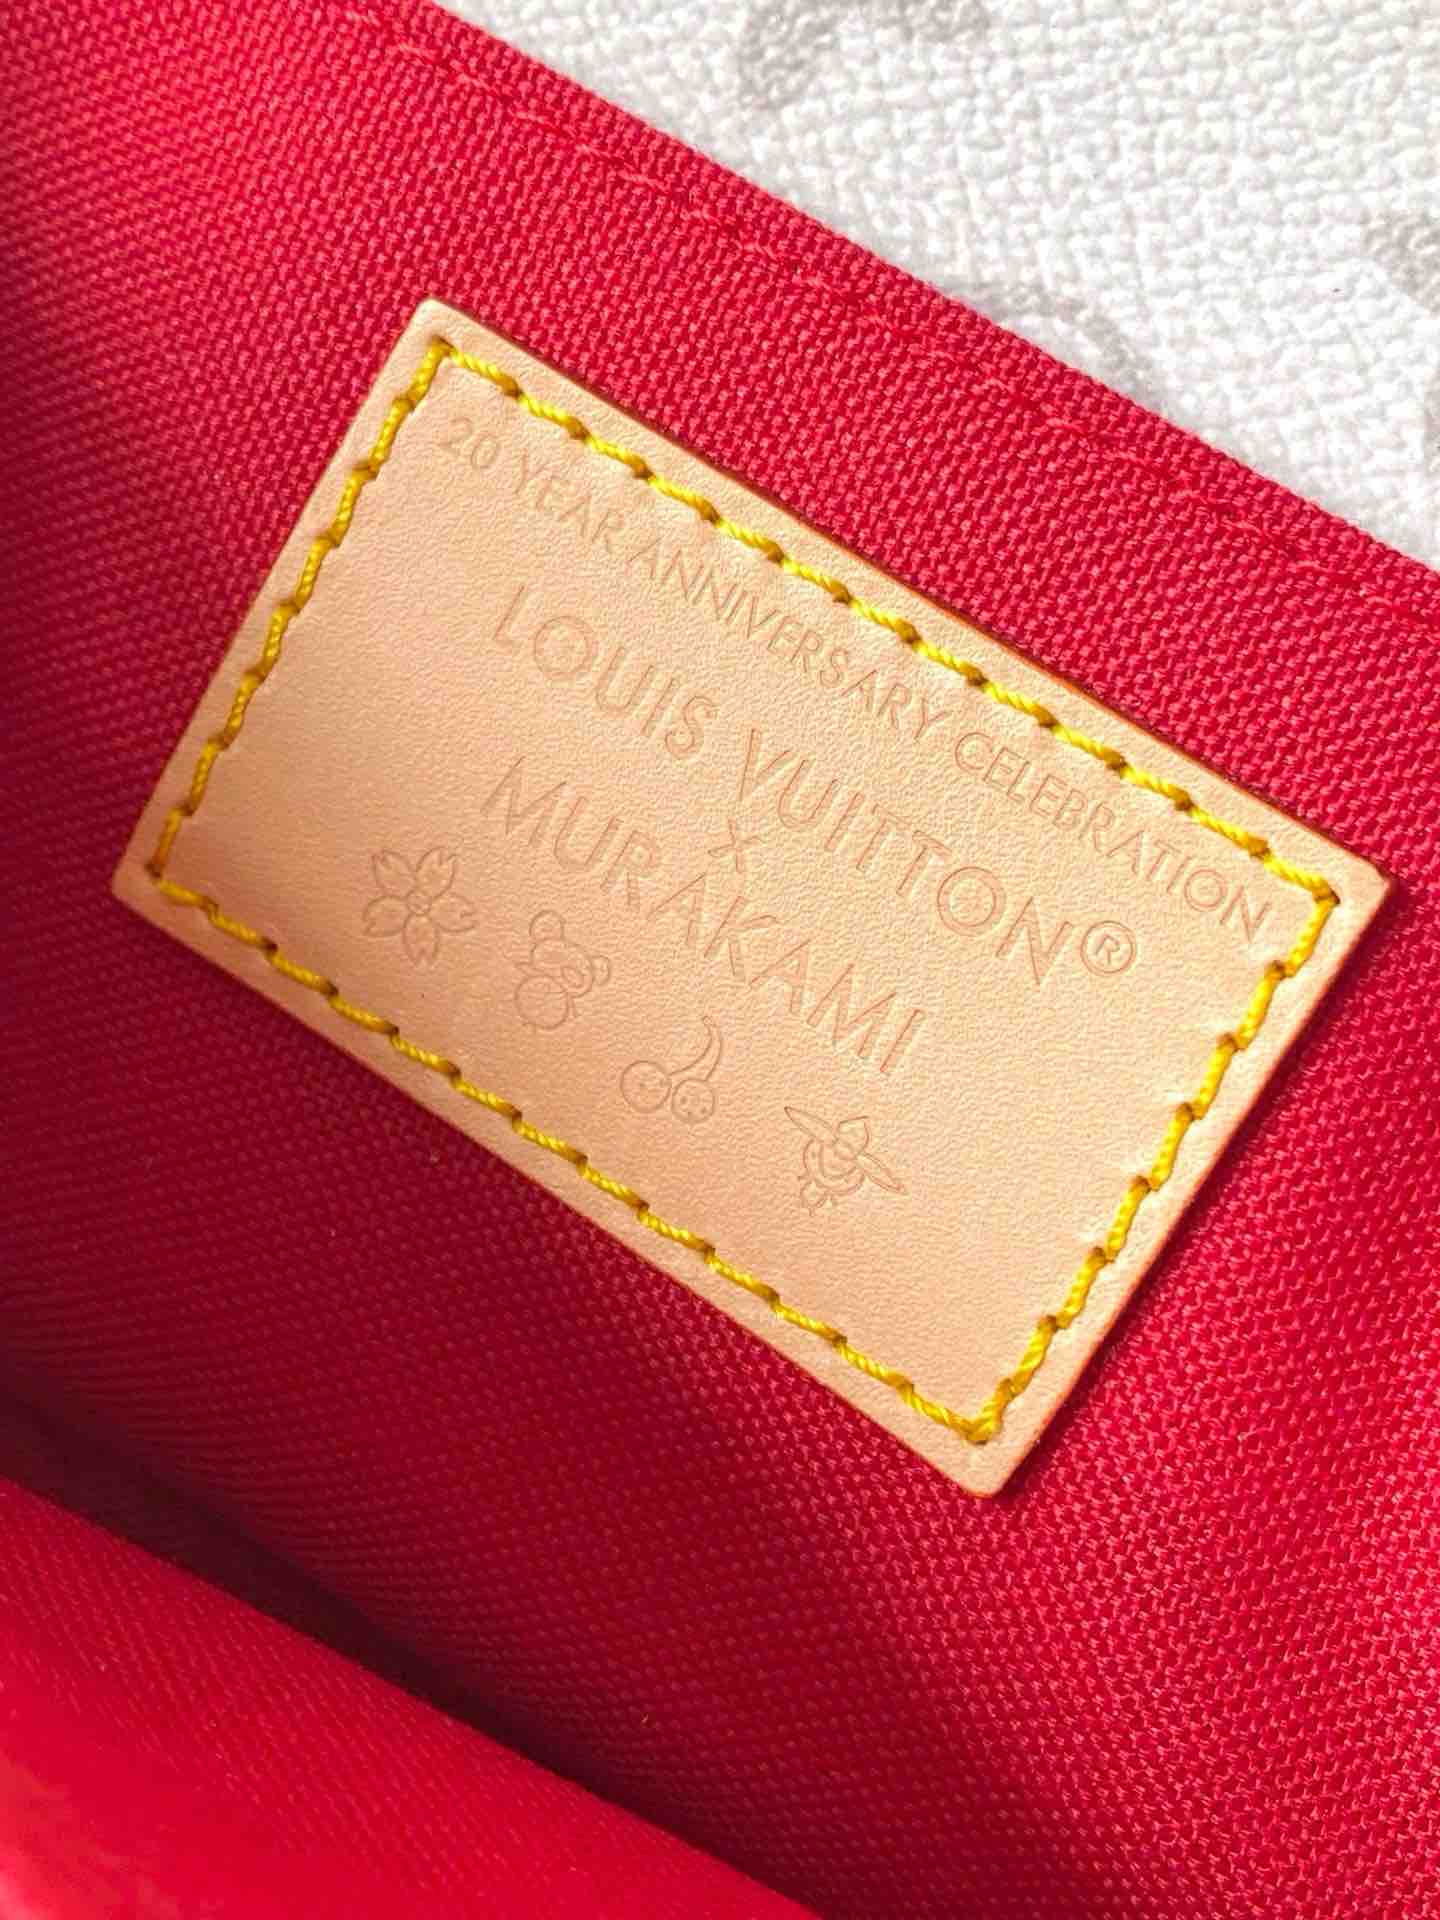 20 YEAR ANNIVERSARY CELEBRATION
LOUIS VUITTON®
x
MURAKAMI